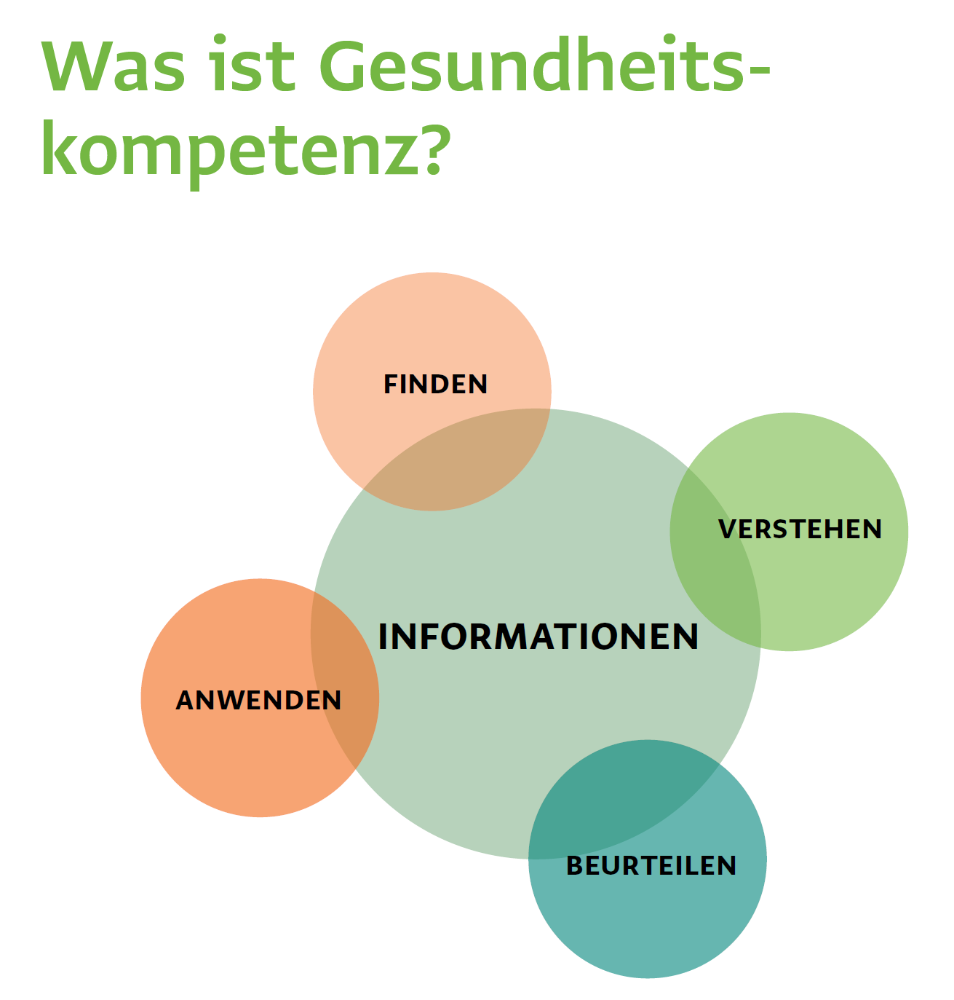 Was ist Gesundheits-
kompetenz?
FINDEN
VERSTEHEN
INFORMATIONEN
ANWENDEN
BEURTEILEN